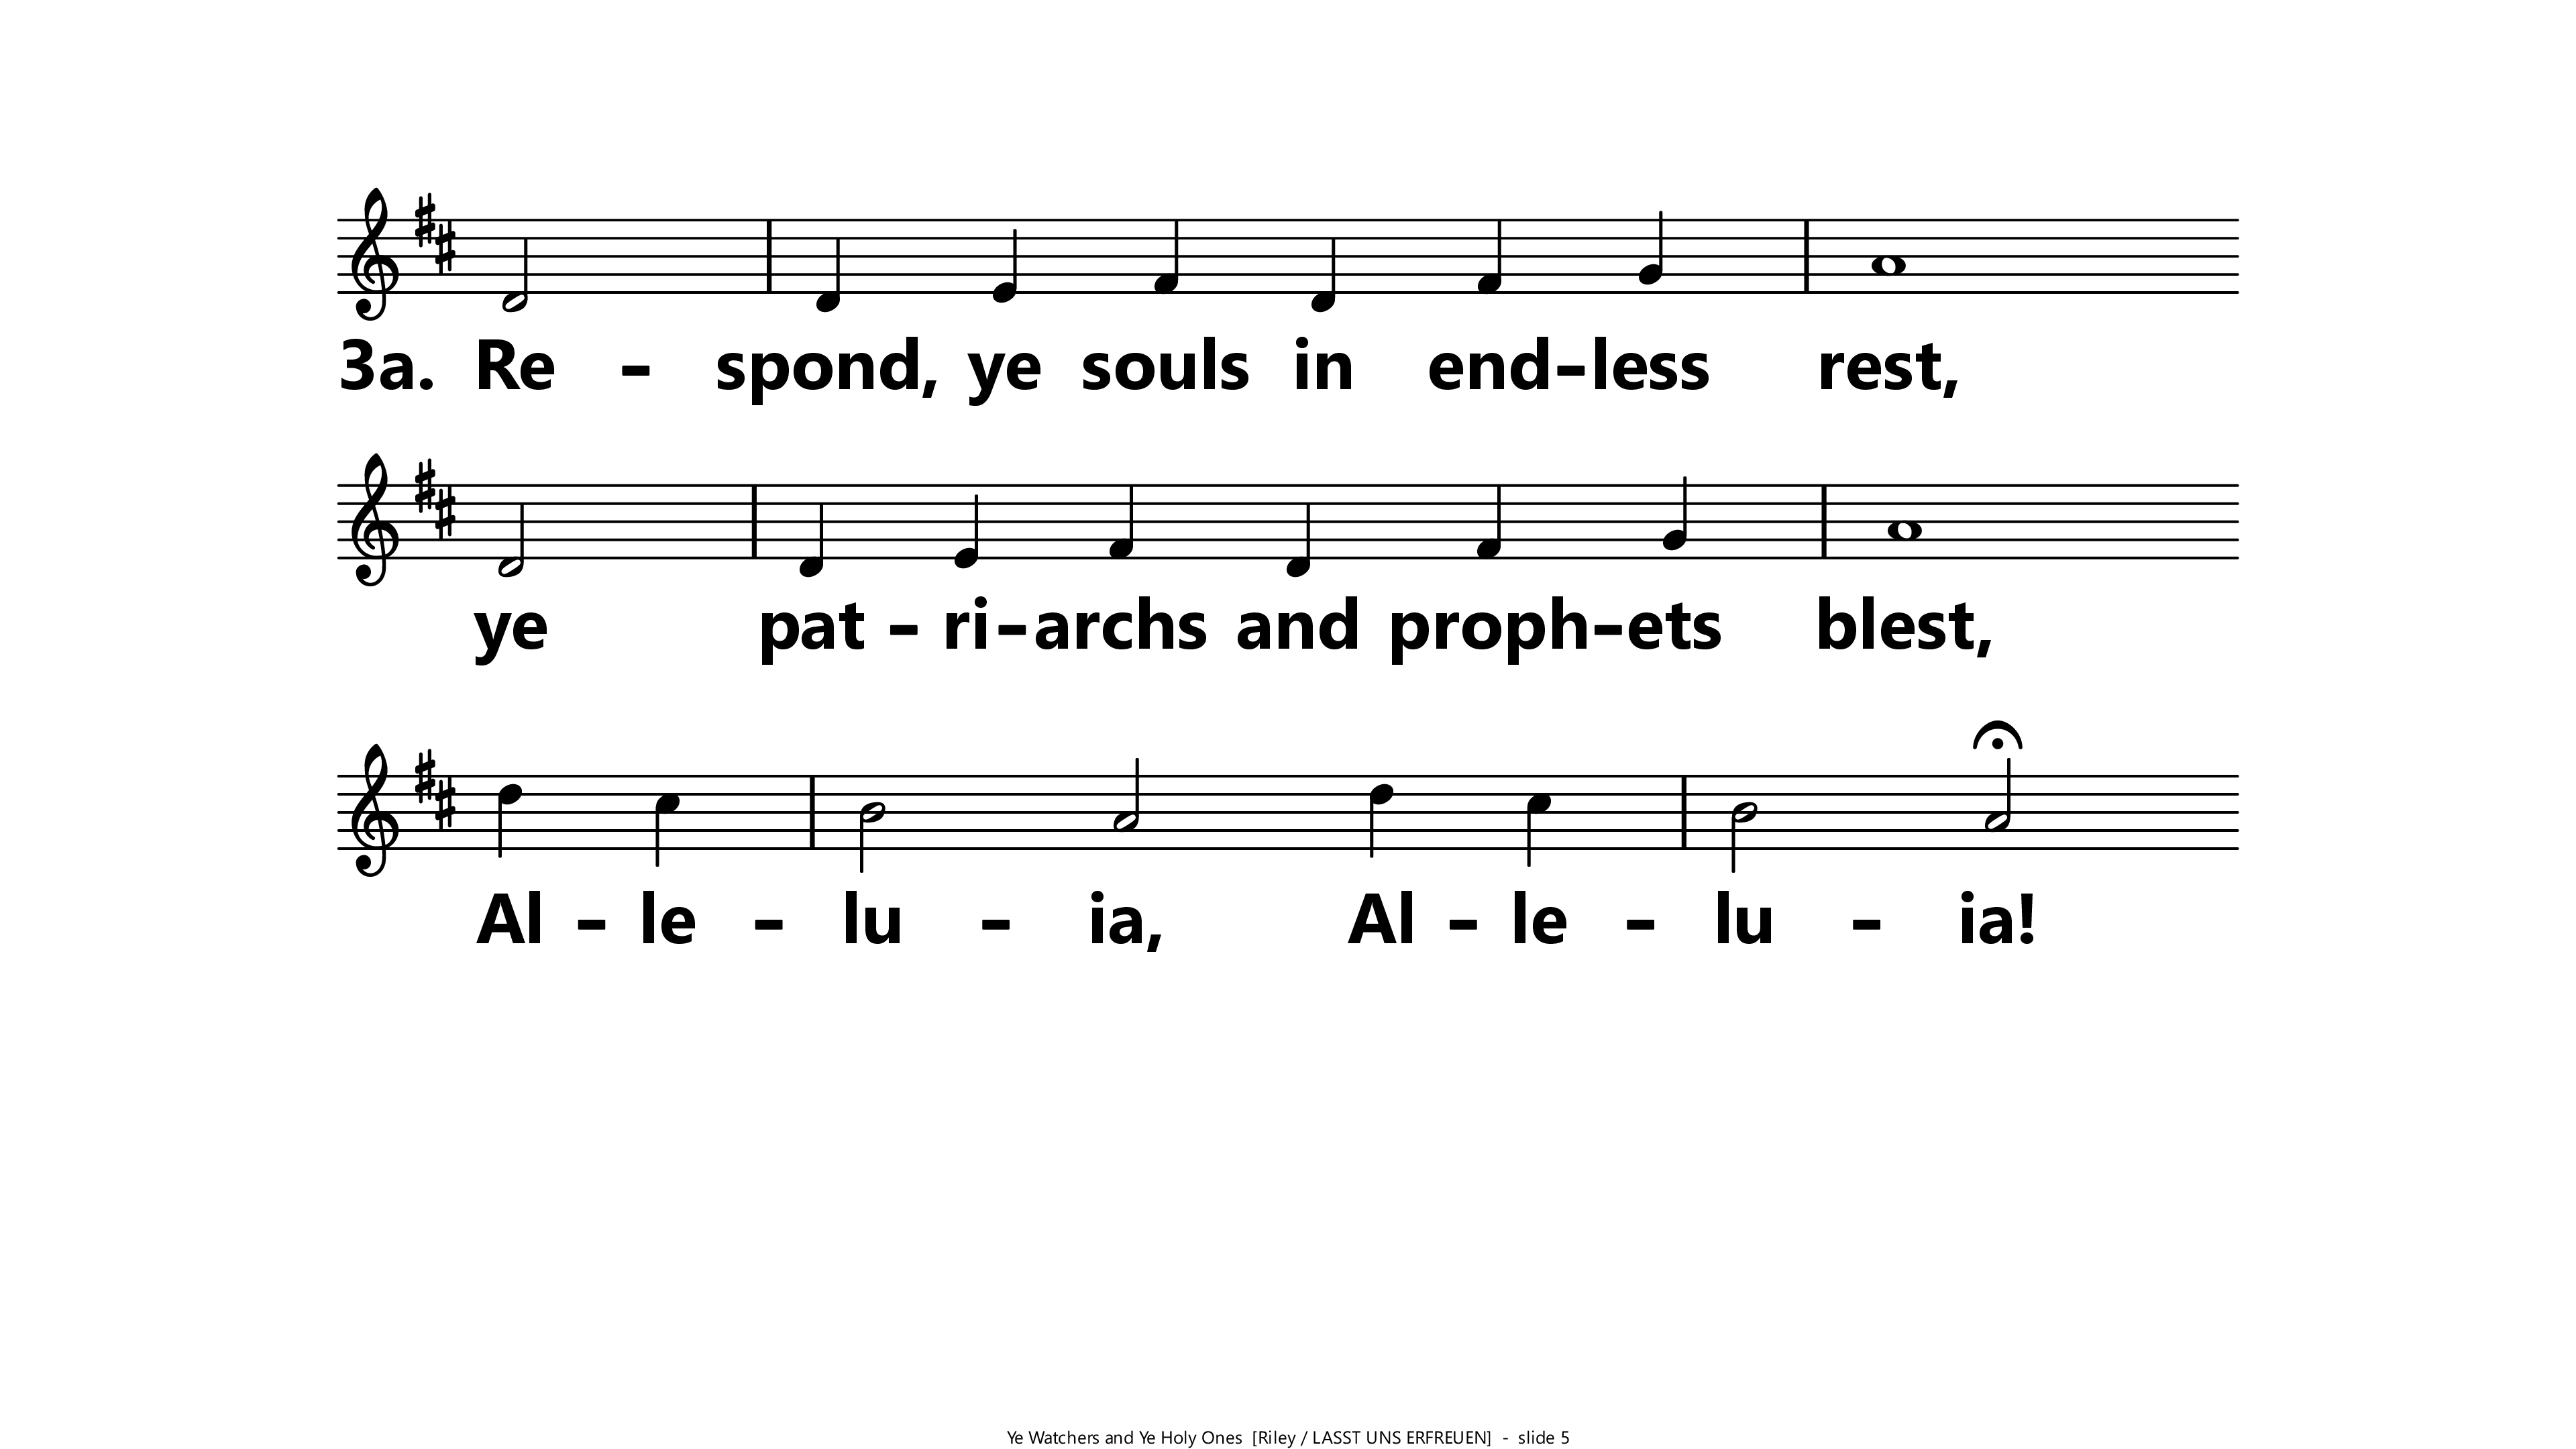 3a. Re - spond, ye souls in end-less rest,
ye pat - ri-archs and proph-ets blest,
Al - le - lu - ia, Al - le - lu - ia!
Ye Watchers and Ye Holy Ones [Riley / LASST UNS ERFREUEN] - slide 5